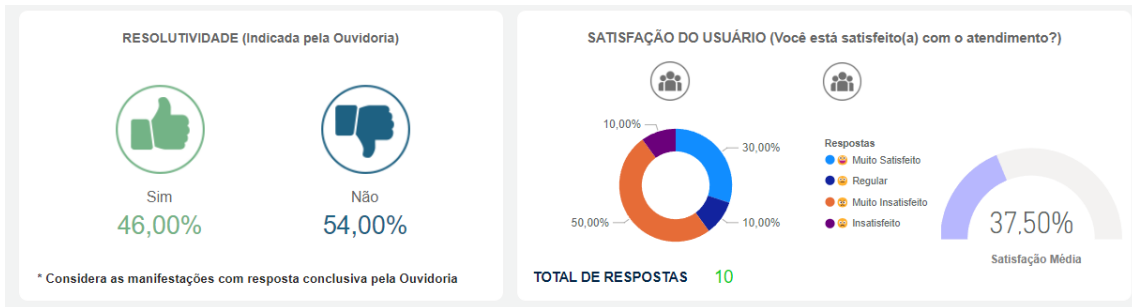 RESOLUTIVIDADE (Indicada pela Ouvidoria)
Sim
46,00%
Não
54,00%
* Considera as manifestações com resposta conclusiva pela Ouvidoria
SATISFAÇÃO DO USUÁRIO (Você está satisfeito(a) com o atendimento?)
10,00%
30,00%
50,00%
10,00%
Respostas
Muito Satisfeito
Regular
Muito Insatisfeito
Insatisfeito
37,50%
Satisfação Média
TOTAL DE RESPOSTAS 10